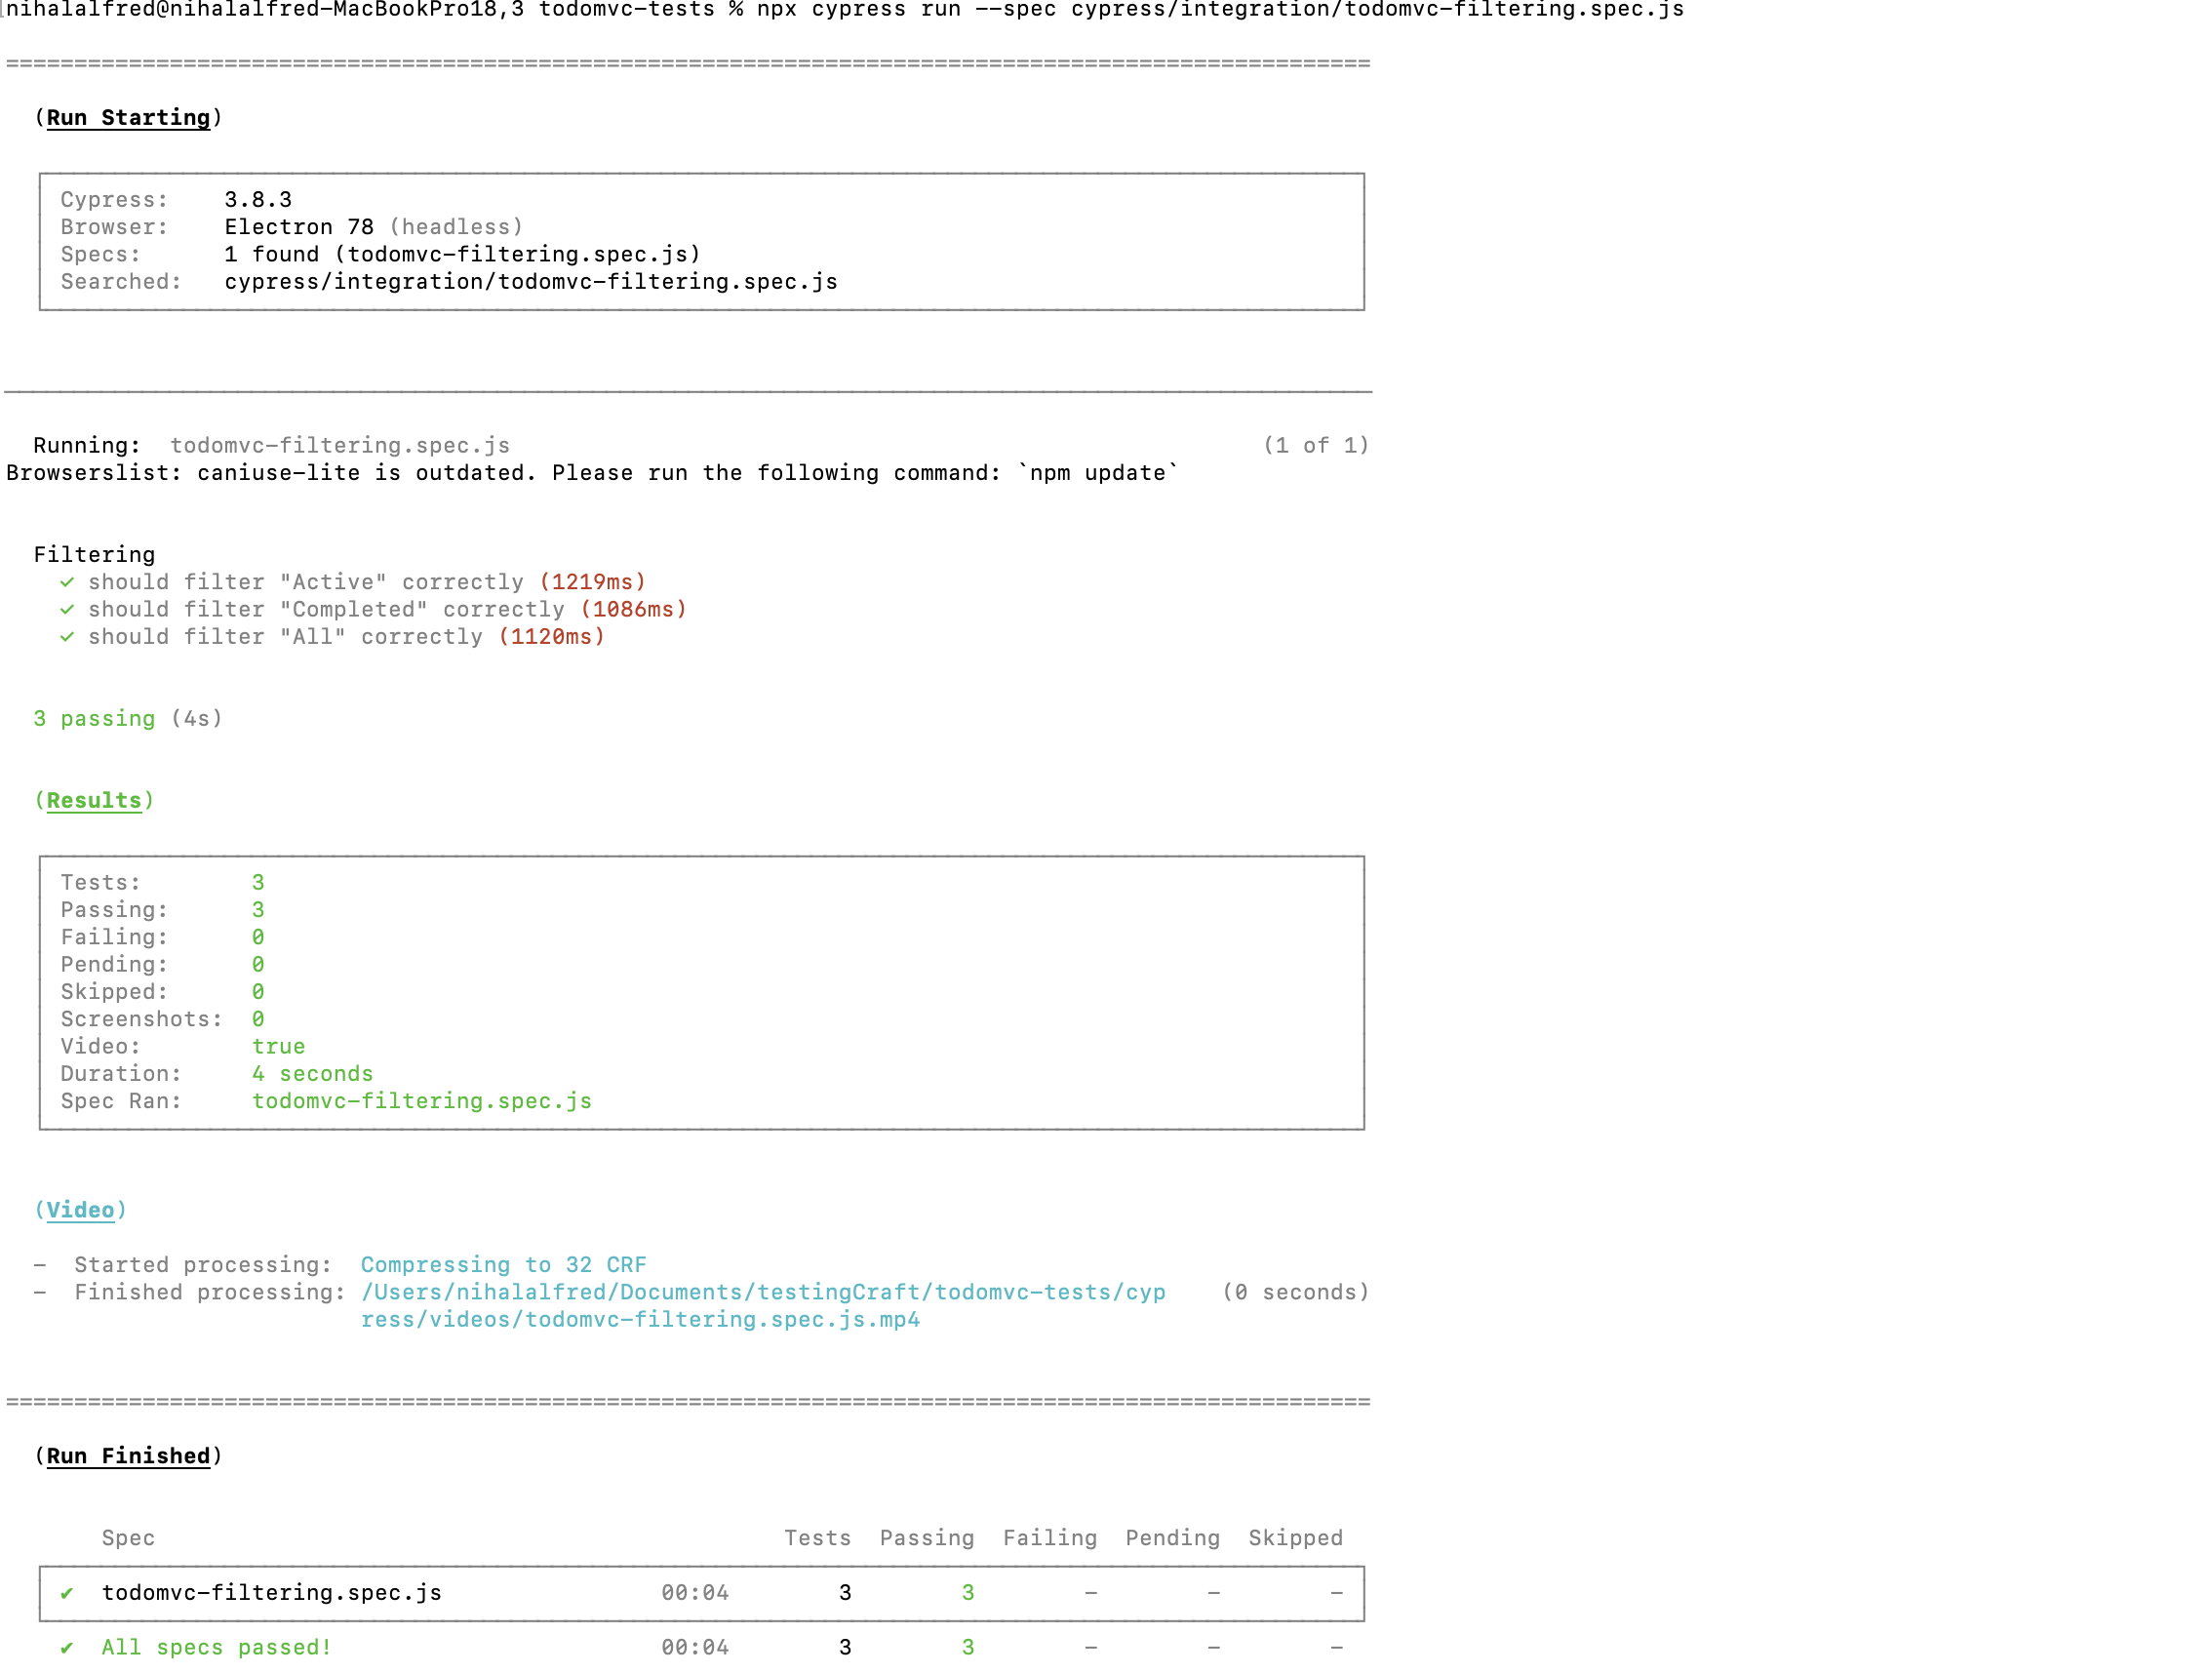 nihalalfred@nihalalfred-MacBookPro18,3 todomvc-tests % npx cypress run --spec cypress/integration/todomvc-filtering.spec.js
====================================================================================================
(Run Starting)
Cypress: 3.8.3
Browser: Electron 78 (headless)
Specs: 1 found (todomvc-filtering.spec.js)
Searched: cypress/integration/todomvc-filtering.spec.js
Running: todomvc-filtering.spec.js (1 of 1)
Browserslist: caniuse-lite is outdated. Please run the following command: `npm update`
Filtering
✓ should filter "Active" correctly (1219ms)
✓ should filter "Completed" correctly (1086ms)
✓ should filter "All" correctly (1120ms)
3 passing (4s)
(Results)
Tests: 3
Passing: 3
Failing: 0
Pending: 0
Skipped: 0
Screenshots: 0
Video: true
Duration: 4 seconds
Spec Ran: todomvc-filtering.spec.js
(Video)
- Started processing: Compressing to 32 CRF
- Finished processing: /Users/nihalalfred/Documents/testingCraft/todomvc-tests/cyp (0 seconds)
ress/videos/todomvc-filtering.spec.js.mp4
====================================================================================================
(Run Finished)
Spec Tests Passing Failing Pending Skipped
✔ todomvc-filtering.spec.js 00:04 3 3 - - -
✔ All specs passed! 00:04 3 3 - - -